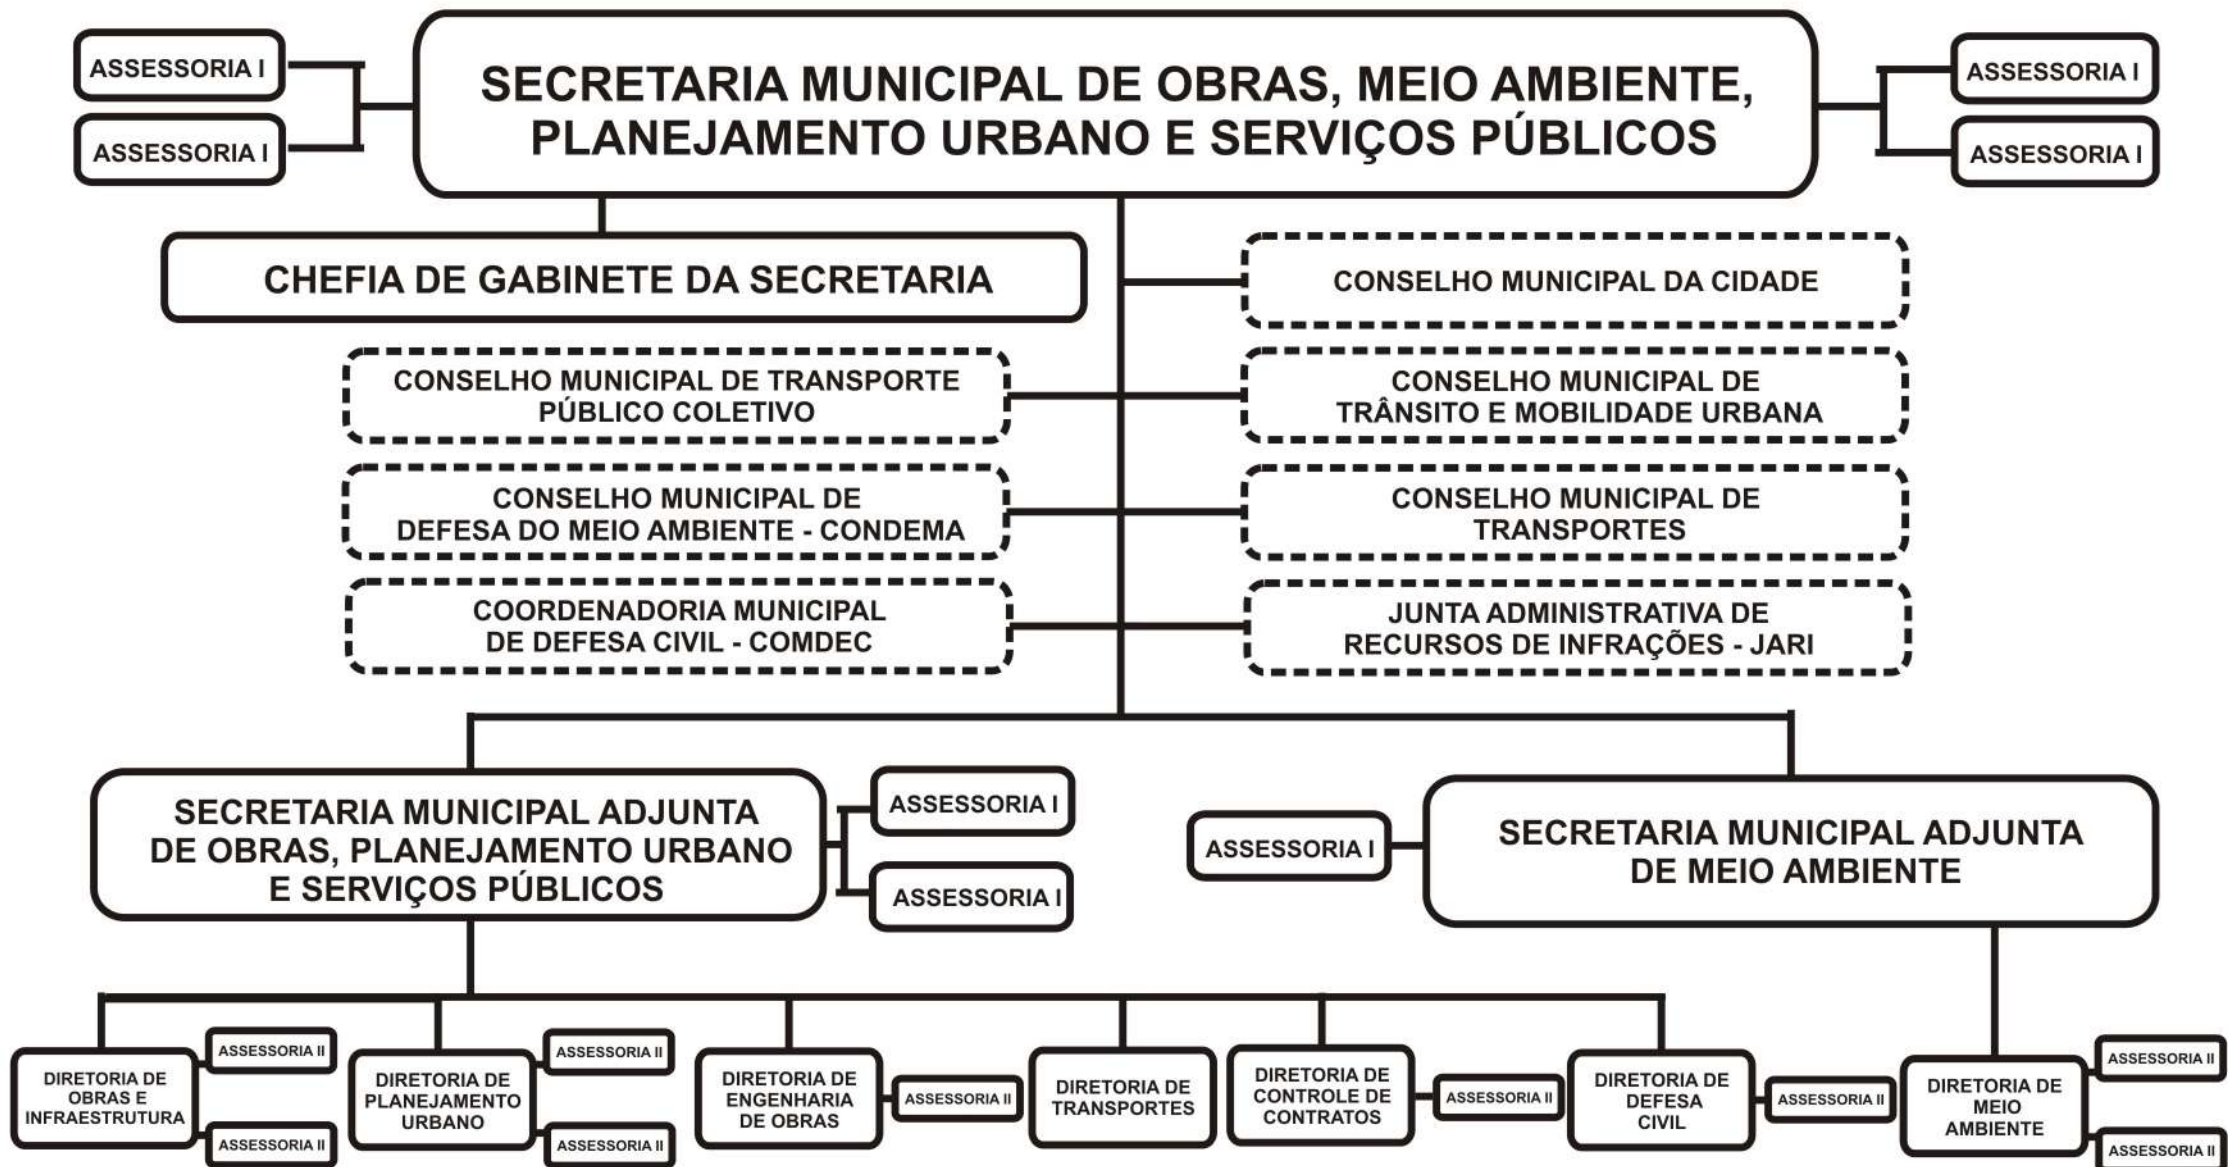 ASSESSORIA I
ASSESSORIA I
SECRETARIA MUNICIPAL DE OBRAS, MEIO AMBIENTE,
PLANEJAMENTO URBANO E SERVIÇOS PÚBLICOS
ASSESSORIA I
ASSESSORIA I
CHEFIA DE GABINETE DA SECRETARIA
CONSELHO MUNICIPAL DA CIDADE
CONSELHO MUNICIPAL DE TRANSPORTE
PÚBLICO COLETIVO
CONSELHO MUNICIPAL DE
TRÂNSITO E MOBILIDADE URBANA
CONSELHO MUNICIPAL DE
DEFESA DO MEIO AMBIENTE - CONDEMA
CONSELHO MUNICIPAL DE
TRANSPORTES
COORDENADORIA MUNICIPAL
DE DEFESA CIVIL - COMDEC
JUNTA ADMINISTRATIVA DE
RECURSOS DE INFRAÇÕES - JARI
SECRETARIA MUNICIPAL ADJUNTA
DE OBRAS, PLANEJAMENTO URBANO
E SERVIÇOS PÚBLICOS
ASSESSORIA I
ASSESSORIA I
ASSESSORIA I
SECRETARIA MUNICIPAL ADJUNTA
DE MEIO AMBIENTE
DIRETORIA DE
OBRAS E
INFRAESTRUTURA
ASSESSORIA II
ASSESSORIA II
DIRETORIA DE
PLANEJAMENTO
URBANO
ASSESSORIA II
ASSESSORIA II
DIRETORIA DE
ENGENHARIA
DE OBRAS
ASSESSORIA II
DIRETORIA DE
TRANSPORTES
DIRETORIA DE
CONTROLE DE
CONTRATOS
ASSESSORIA II
DIRETORIA DE
DEFESA
CIVIL
ASSESSORIA II
DIRETORIA DE
MEIO
AMBIENTE
ASSESSORIA II
ASSESSORIA II